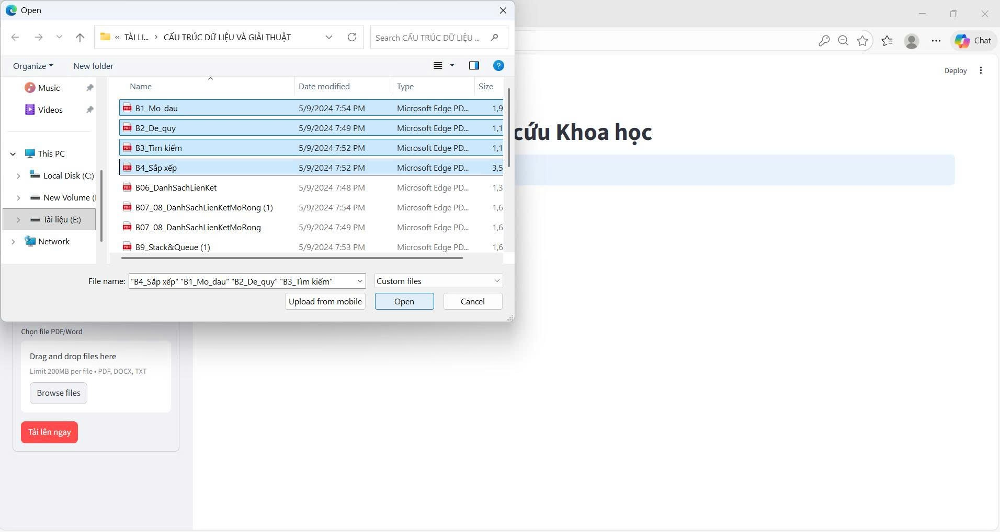 Open
« TÀI LI... › CẤU TRÚC DỮ LIỆU VÀ GIẢI THUẬT
Search CẤU TRÚC DỮ LIỆU ...
Chat
Organize
New folder
Deploy
Music
Videos
This PC
Local Disk (C:)
New Volume (
Tài liệu (E:)
Network
Name Date modified Type Size
B1_Mo_dau 5/9/2024 7:54 PM Microsoft Edge PD... 1,9
B2_De_quy 5/9/2024 7:49 PM Microsoft Edge PD... 1,1
B3_Tìm kiếm 5/9/2024 7:52 PM Microsoft Edge PD... 1,1
B4_Sắp xếp 5/9/2024 7:52 PM Microsoft Edge PD... 3,5
B06_DanhSachLienKet 5/9/2024 7:48 PM Microsoft Edge PD... 1,3
B07_08_DanhSachLienKetMoRong (1) 5/9/2024 7:54 PM Microsoft Edge PD... 1,6
B07_08_DanhSachLienKetMoRong 5/9/2024 7:49 PM Microsoft Edge PD... 1,6
B9_Stack&Queue (1) 5/9/2024 7:53 PM Microsoft Edge PD... 1,6
File name: "B4_Sắp xếp" "B1_Mo_dau" "B2_De_quy" "B3_Tìm kiếm"
Custom files
Upload from mobile
Open
Cancel
cứu Khoa học
Chọn file PDF/Word
Drag and drop files here
Limit 200MB per file • PDF, DOCX, TXT
Browse files
Tải lên ngay